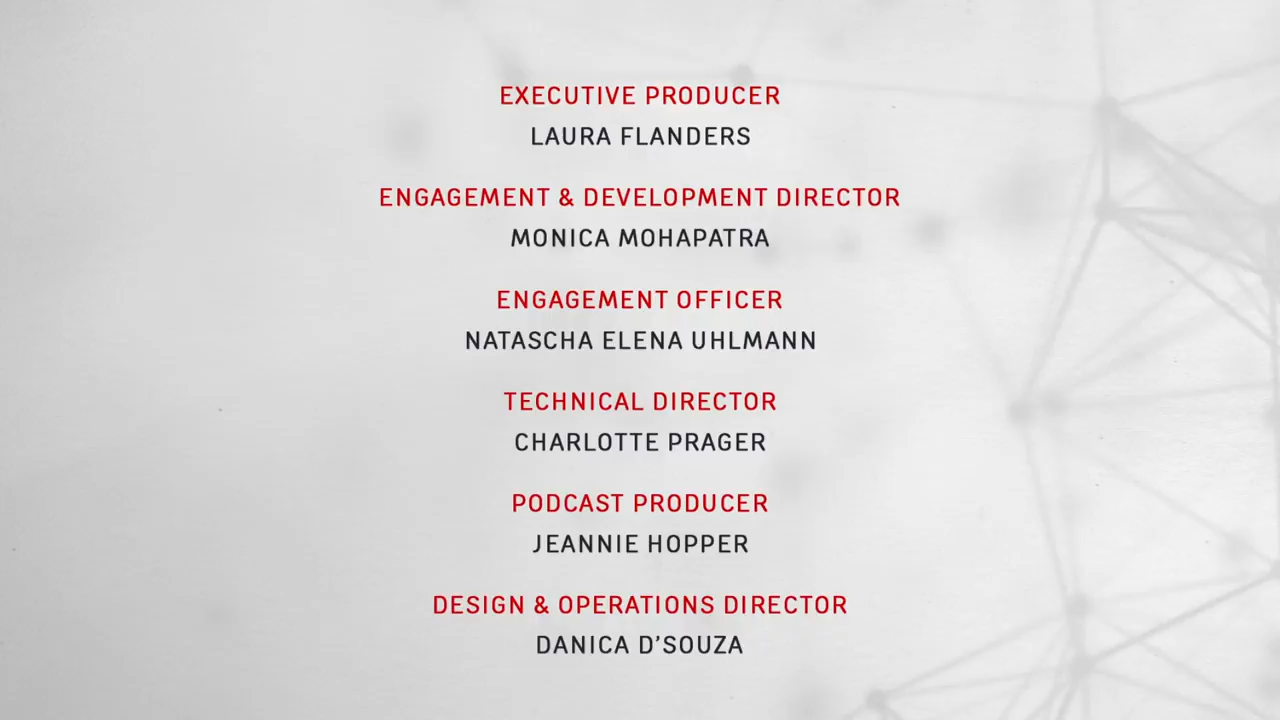 EXECUTIVE PRODUCER
LAURA FLANDERS
ENGAGEMENT & DEVELOPMENT DIRECTOR
MONICA MOHAPATRA
ENGAGEMENT OFFICER
NATASCHA ELENA UHLMANN
TECHNICAL DIRECTOR
CHARLOTTE PRAGER
PODCAST PRODUCER
JEANNIE HOPPER
DESIGN & OPERATIONS DIRECTOR
DANICA D’SOUZA